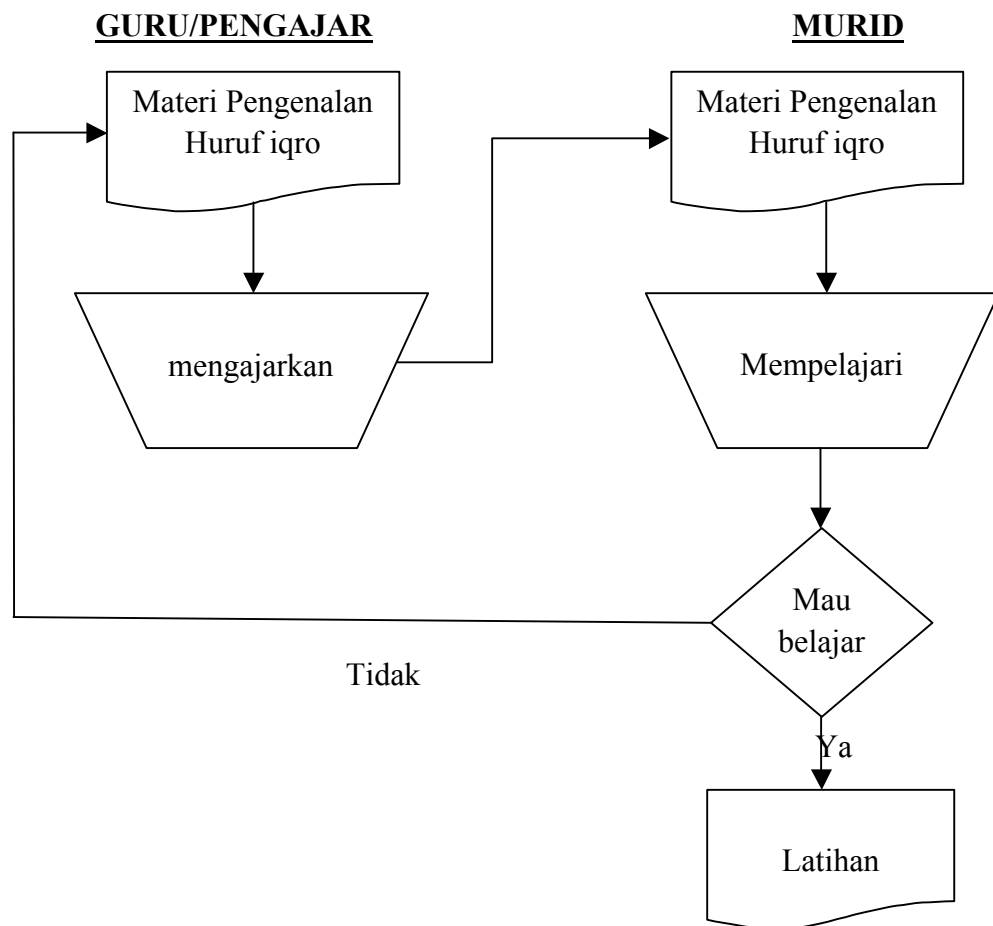 GURU/PENGAJAR
MURID
Materi Pengenalan
Huruf iqro
Materi Pengenalan
Huruf iqro
mengajarkan
Mempelajari
Mau
belajar
Tidak
Ya
Latihan